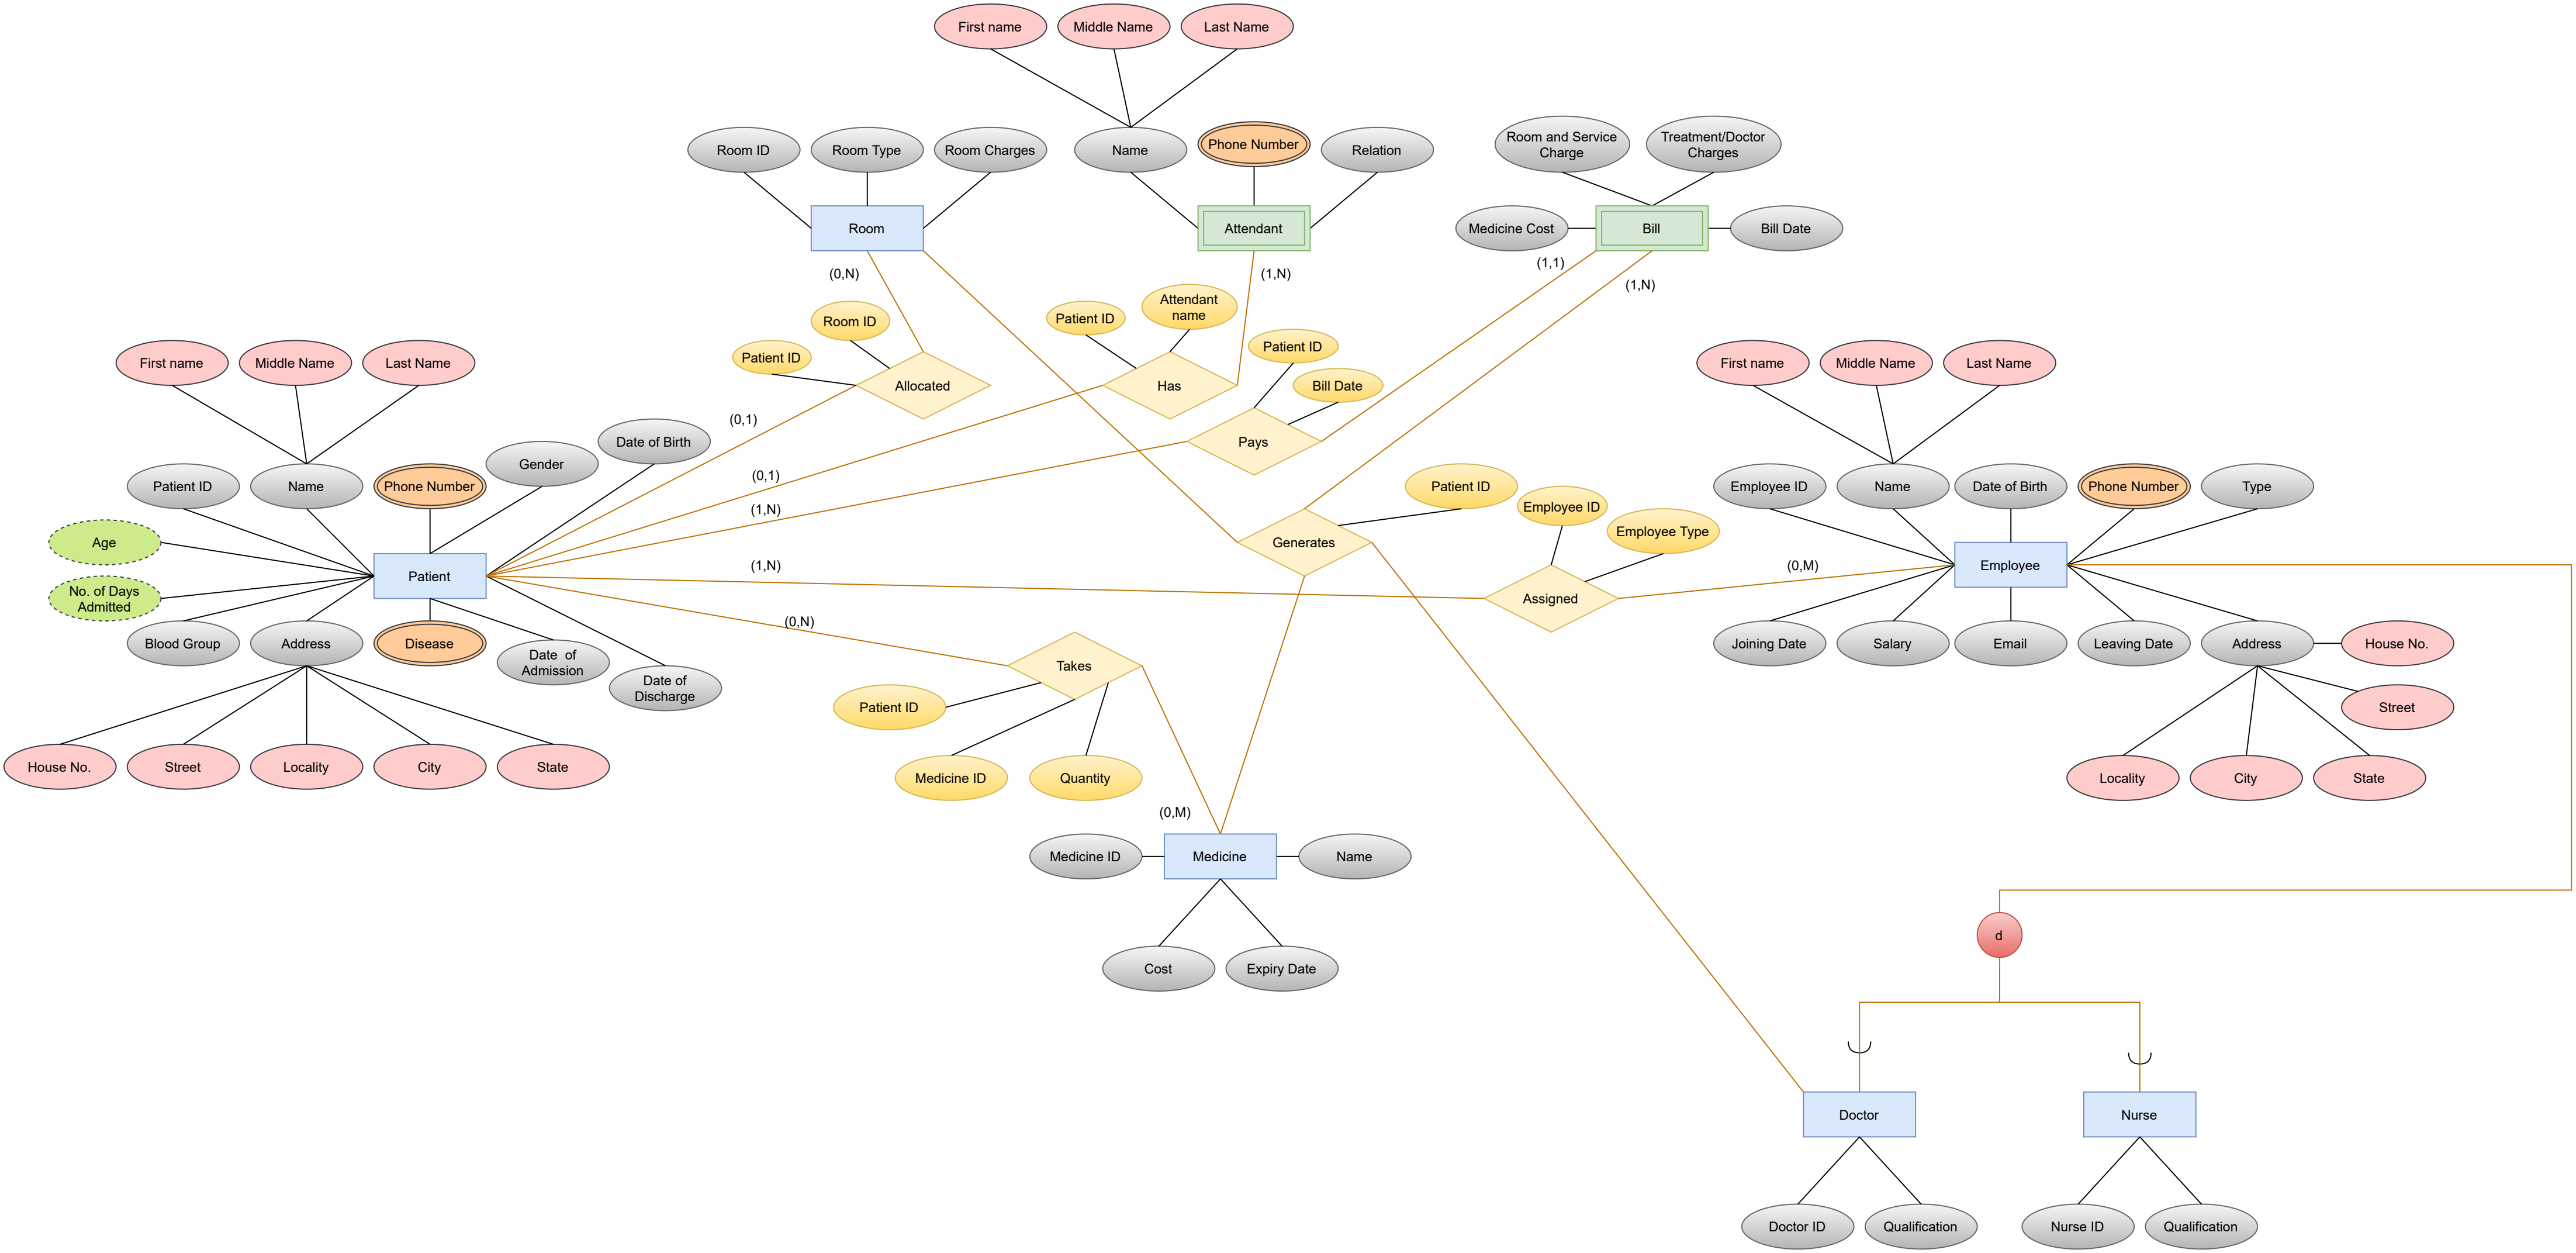 First name
Middle Name
Last Name
Room ID
Room Type
Room Charges
Name
Phone Number
Relation
Room and Service
Charge
Treatment/Doctor
Charges
Room
Attendant
Medicine Cost
Bill
Bill Date
(0,N)
(1,N)
(1,1)
(1,N)
Room ID
Patient ID
Attendant
name
Patient ID
Patient ID
Bill Date
Allocated
Has
Pays
First name
Middle Name
Last Name
(0,1)
Date of Birth
Gender
(0,1)
(1,N)
Patient ID
Name
Phone Number
Age
No. of Days
Admitted
Patient
Blood Group
Address
Disease
Date  of
Admission
Date of
Discharge
House No.
Street
Locality
City
State
Generates
Patient ID
Employee ID
Employee Type
(1,N)
(0,M)
Assigned
(0,N)
Takes
Patient ID
Medicine ID
Quantity
(0,M)
Medicine ID
Medicine
Name
Cost
Expiry Date
First name
Middle Name
Last Name
Employee ID
Name
Date of Birth
Phone Number
Type
Employee
Joining Date
Salary
Email
Leaving Date
Address
House No.
Street
Locality
City
State
d
Doctor
Nurse
Doctor ID
Qualification
Nurse ID
Qualification